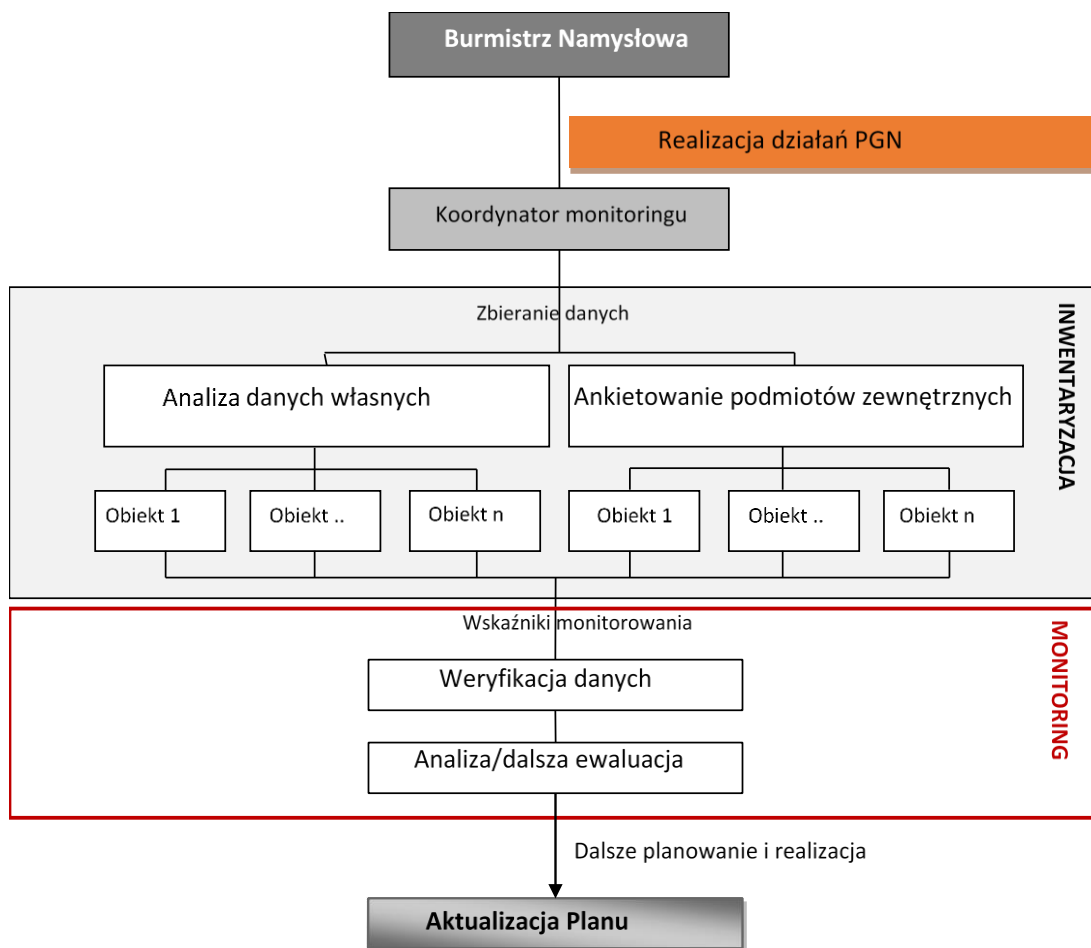 Burmistrz Namysłowa
Realizacja działań PGN
Koordynator monitoringu
Zbieranie danych
INWENTARYZACJA
Analiza danych własnych
Ankietowanie podmiotów zewnętrznych
Obiekt 1
Obiekt ..
Obiekt n
Obiekt 1
Obiekt ..
Obiekt n
Wskaźniki monitorowania
MONITORING
Weryfikacja danych
Analiza/dalsza ewaluacja
Dalsze planowanie i realizacja
Aktualizacja Planu